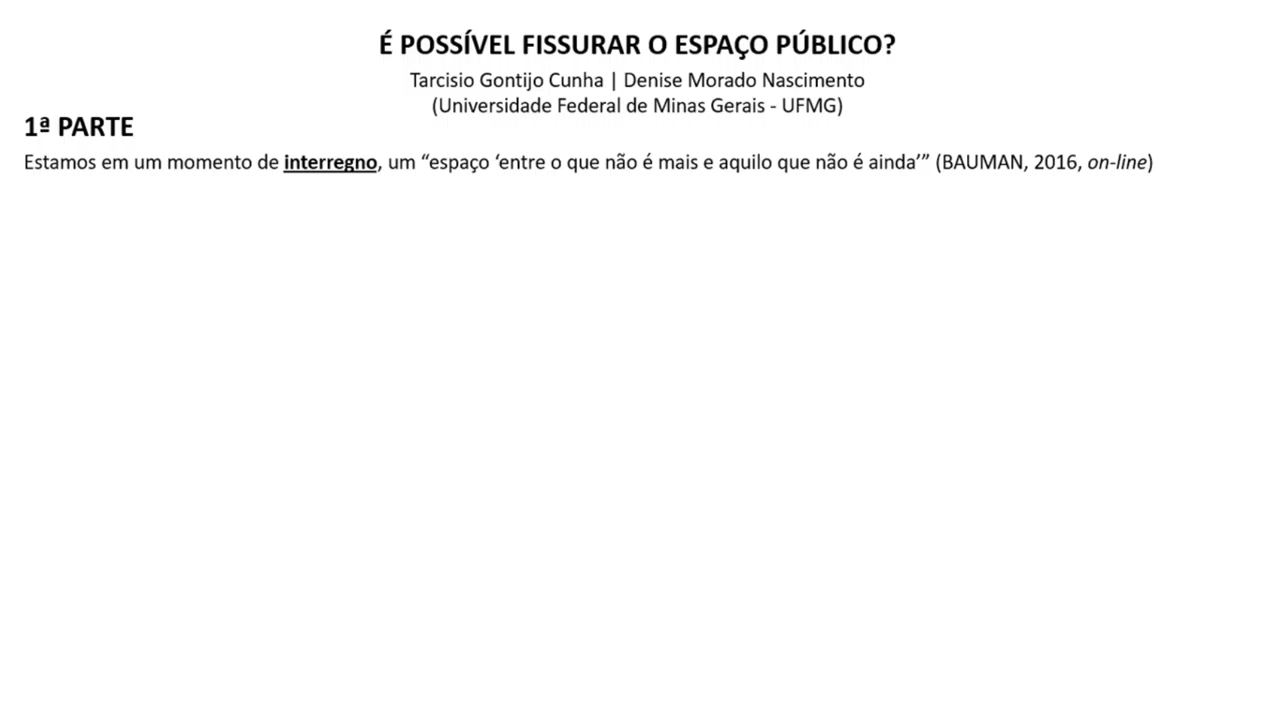 É POSSÍVEL FISSURAR O ESPAÇO PÚBLICO?
Tarcisio Gontijo Cunha | Denise Morado Nascimento
(Universidade Federal de Minas Gerais - UFMG)
1ª PARTE
Estamos em um momento de interregno, um “espaço ‘entre o que não é mais e aquilo que não é ainda’” (BAUMAN, 2016, on-line)